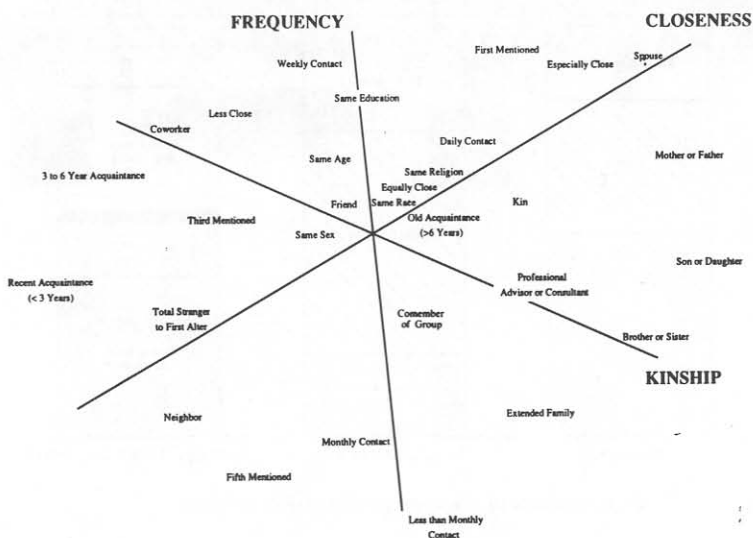 FREQUENCY
CLOSENESS
First Mentioned
Spouse
Weekly Contact
Especially Close
Same Education
Less Close
Coworker
Daily Contact
Same Age
Mother or Father
3 to 6 Year Acquaintance
Same Religion
Equally Close
Friend
Same Race
Kin
Third Mentioned
Old Acquaintance
(>6 Years)
Same Sex
Son or Daughter
Recent Acquaintance
(< 3 Years)
Professional
Advisor or Consultant
Total Stranger
to First Alter
Comember
of Group
Brother or Sister
KINSHIP
Neighbor
Extended Family
Monthly Contact
Fifth Mentioned
Less than Monthly
Contact